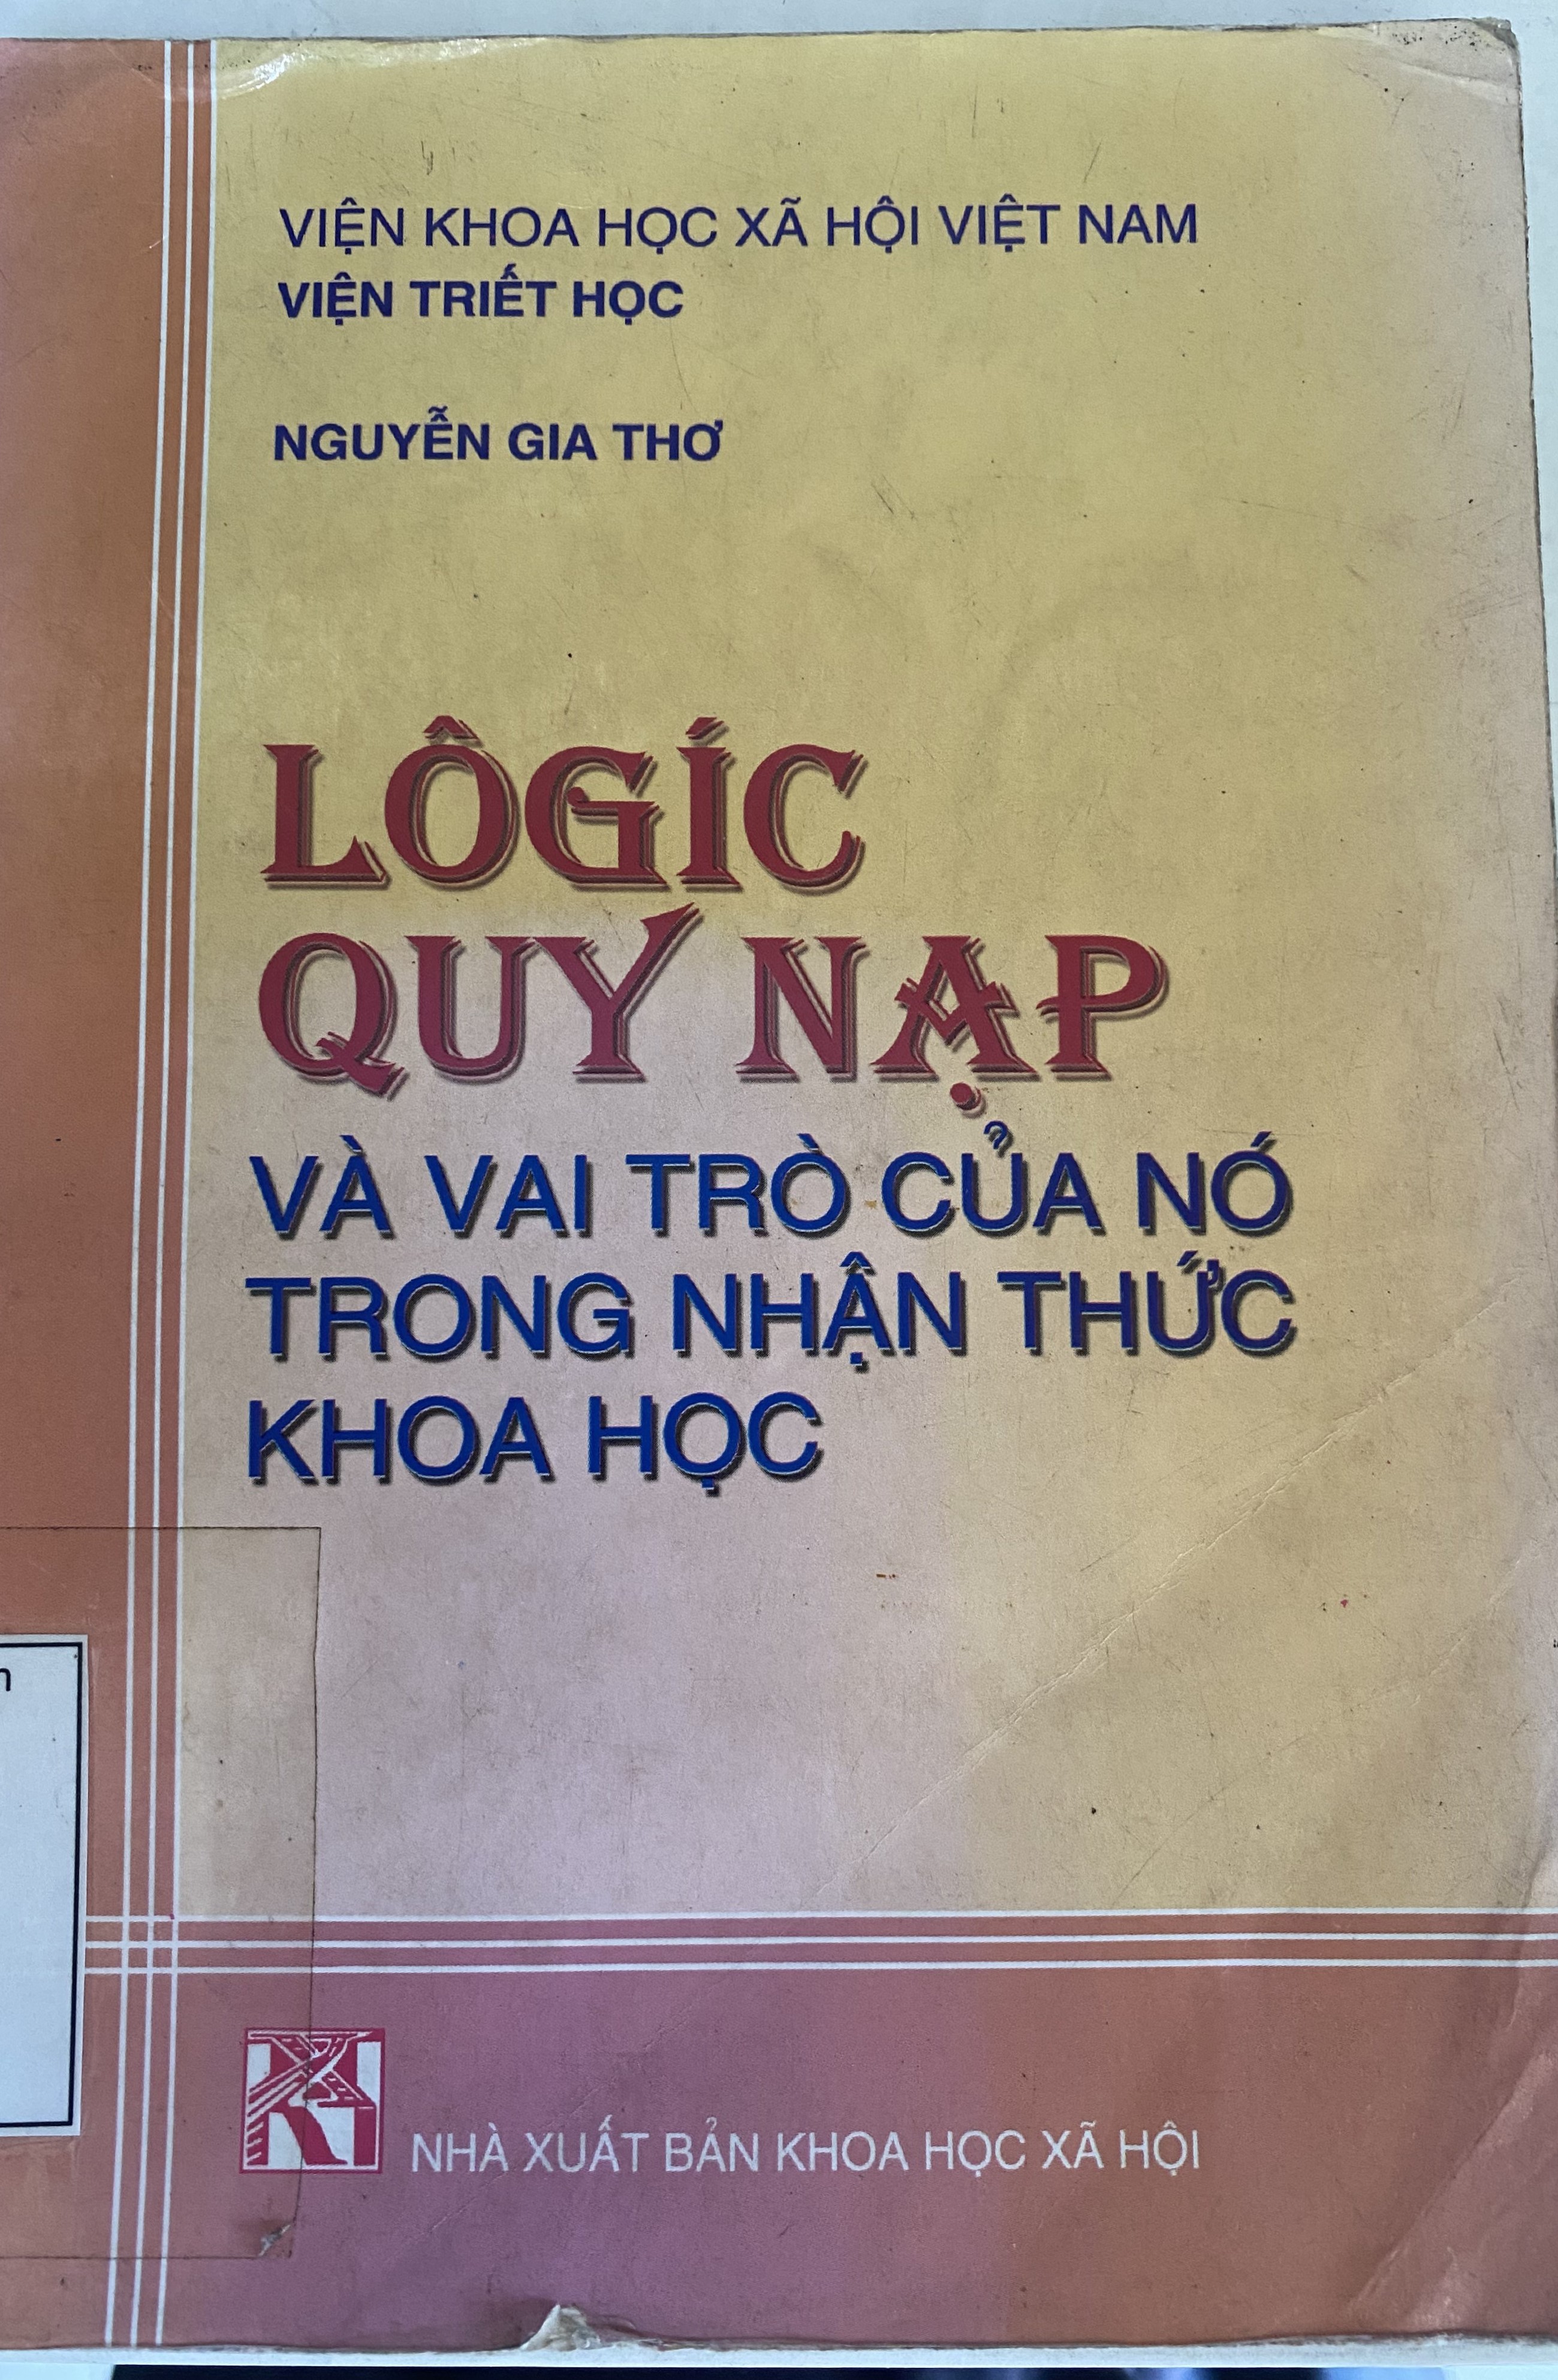 VIỆN KHOA HỌC XÃ HỘI VIỆT NAM
VIỆN TRIẾT HỌC
NGUYỄN GIA THƠ
LÔGÍC
QUY NẠP
VÀ VAI TRÒ CỦA NÓ
TRONG NHẬN THỨC
KHOA HỌC
NHÀ XUẤT BẢN KHOA HỌC XÃ HỘI